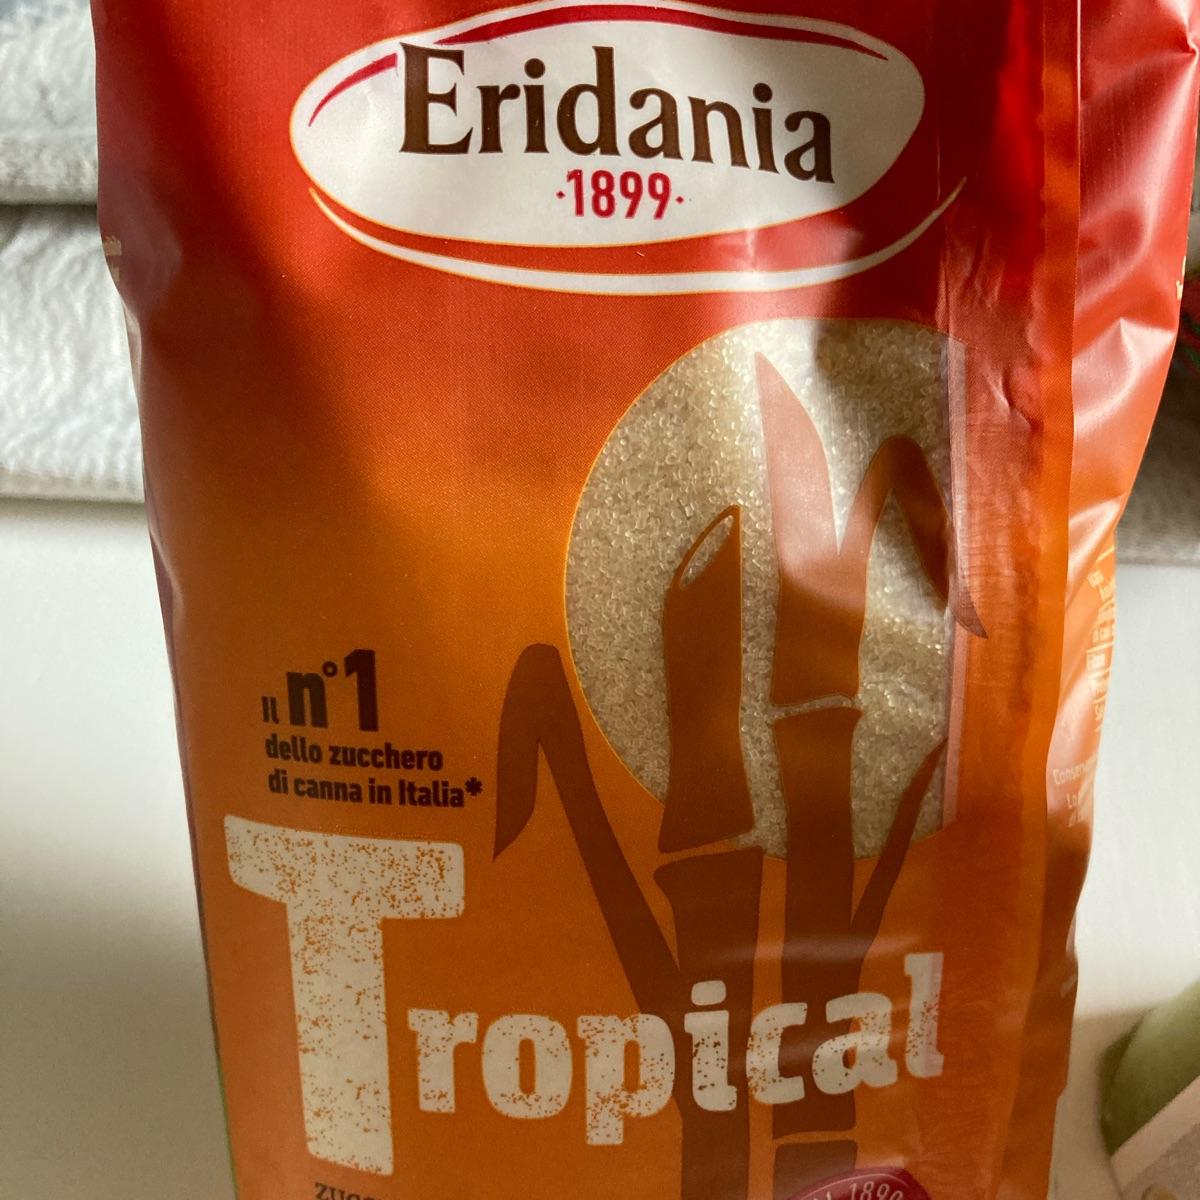 Eridania
·1899·
Il n°1
dello zucchero
di canna in Italia*
Tropical